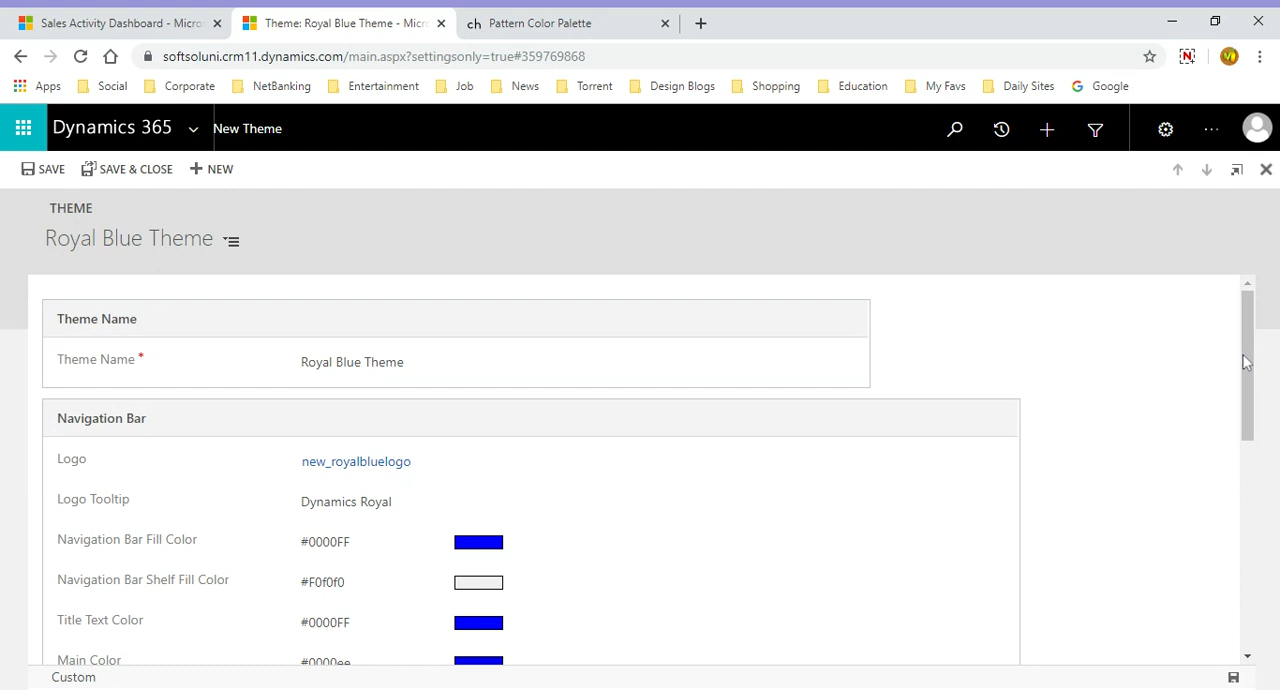 Sales Activity Dashboard - Micros
Theme: Royal Blue Theme - Micro
ch Pattern Color Palette
softsoluni.crm11.dynamics.com/main.aspx?settingsonly=true#359769868
Apps Social Corporate NetBanking Entertainment Job News Torrent Design Blogs Shopping Education My Favs Daily Sites Google
Dynamics 365 New Theme
SAVE SAVE & CLOSE NEW
THEME
Royal Blue Theme
Theme Name
Theme Name * Royal Blue Theme
Navigation Bar
Logo new_royalbluelogo
Logo Tooltip Dynamics Royal
Navigation Bar Fill Color #0000FF
Navigation Bar Shelf Fill Color #F0f0f0
Title Text Color #0000FF
Main Color #0000ee
Custom